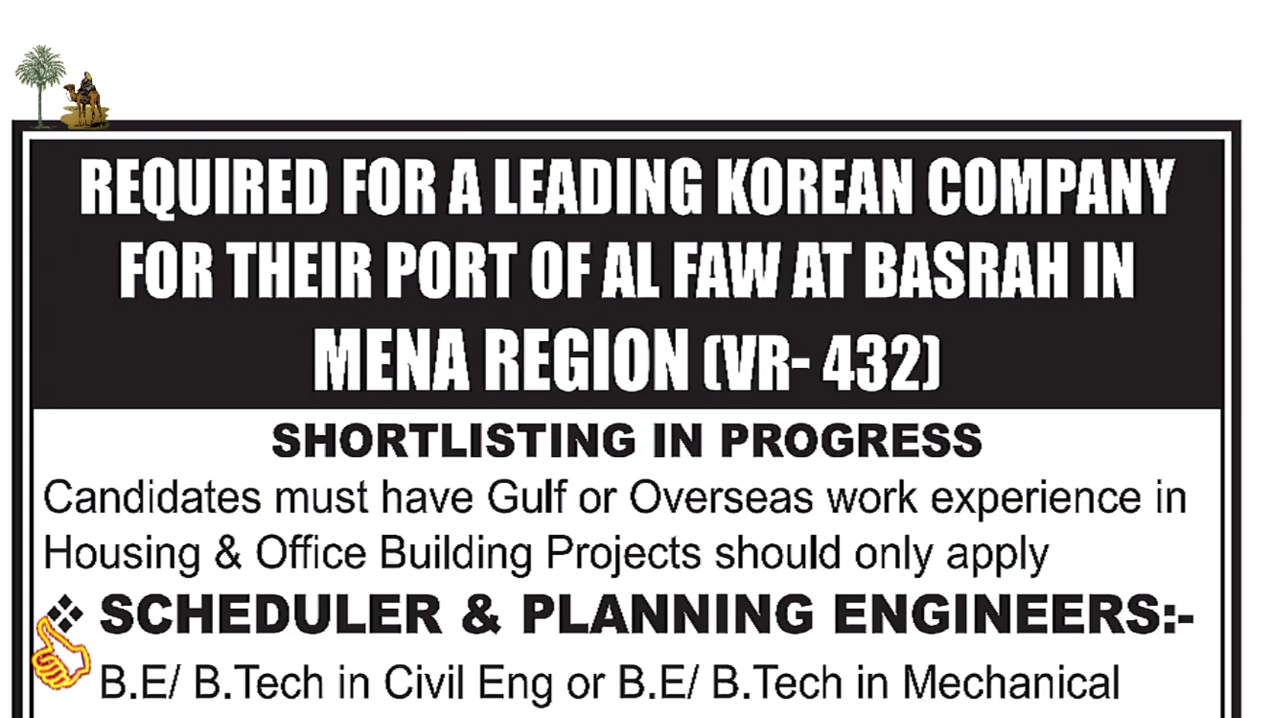 REQUIRED FOR A LEADING KOREAN COMPANY
FOR THEIR PORT OF AL FAW AT BASRAH IN
MENA REGION (VR- 432)
SHORTLISTING IN PROGRESS
Candidates must have Gulf or Overseas work experience in
Housing & Office Building Projects should only apply
❖ SCHEDULER & PLANNING ENGINEERS:-
B.E/ B.Tech in Civil Eng or B.E/ B.Tech in Mechanical